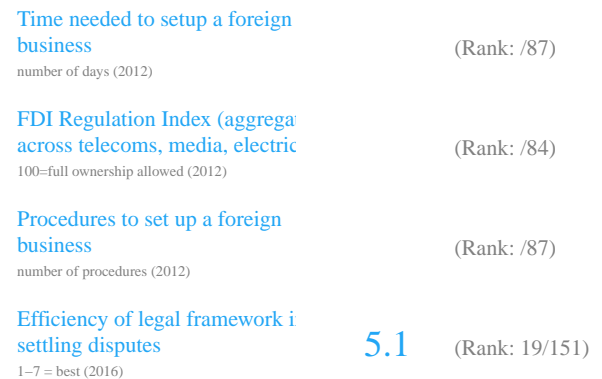 Time needed to setup a foreign
business
(Rank: /87)
number of days (2012)
FDI Regulation Index
across telecoms, media,
(Rank: /84)
100=full ownership allowed (2012)
Procedures to set up a foreign
business
(Rank: /87)
number of procedures (2012)
Efficiency of legal framework
settling disputes
5.1 (Rank: 19/151)
1–7 = best (2016)